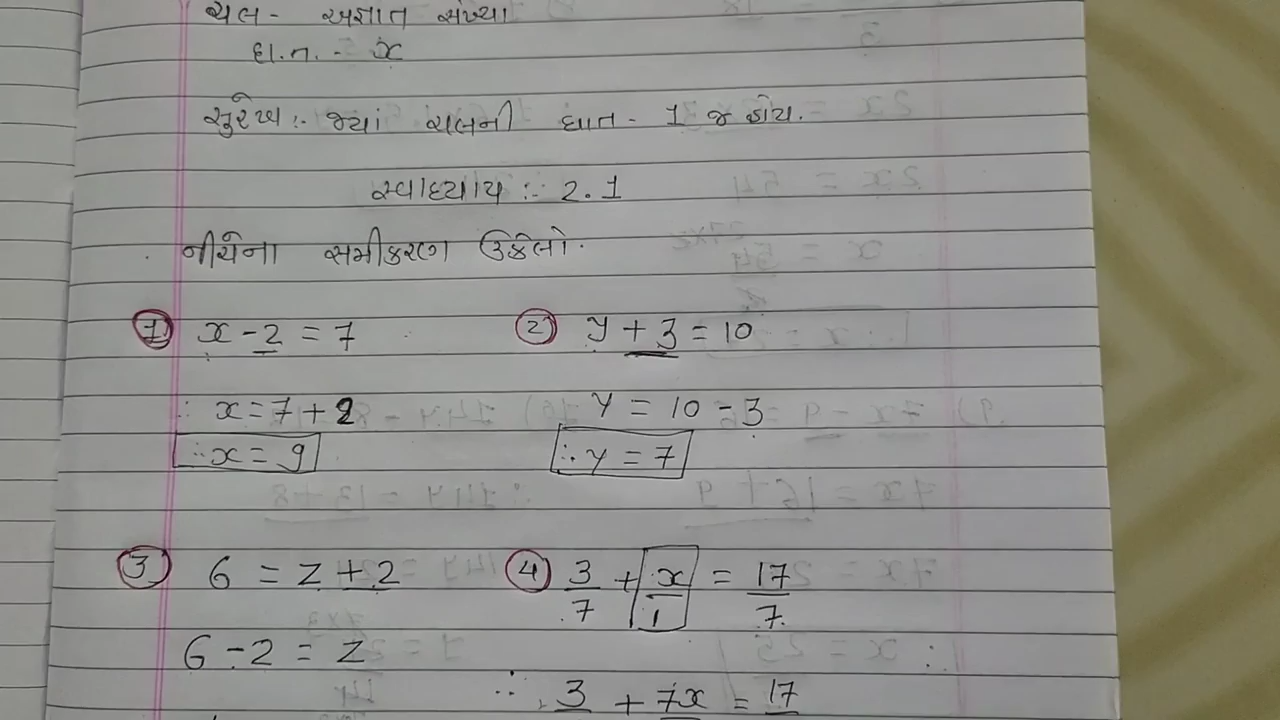 ચલ - અજ્ઞાત સંખ્યા
દા.ત. - x
સુરેખ :- જ્યાં ચલની ઘાત - 1 જ હોય.
સ્વાધ્યાય :- 2.1
નીચેના સમીકરણ ઉકેલો.
① x - 2 = 7 ② y + 3 = 10
∴ x = 7 + 2 y = 10 - 3
∴ x = 9 ∴ y = 7
③ 6 = z + 2 ④ 3/7 + x/1 = 17/7
6 - 2 = z
∴ 3 + 7x = 17